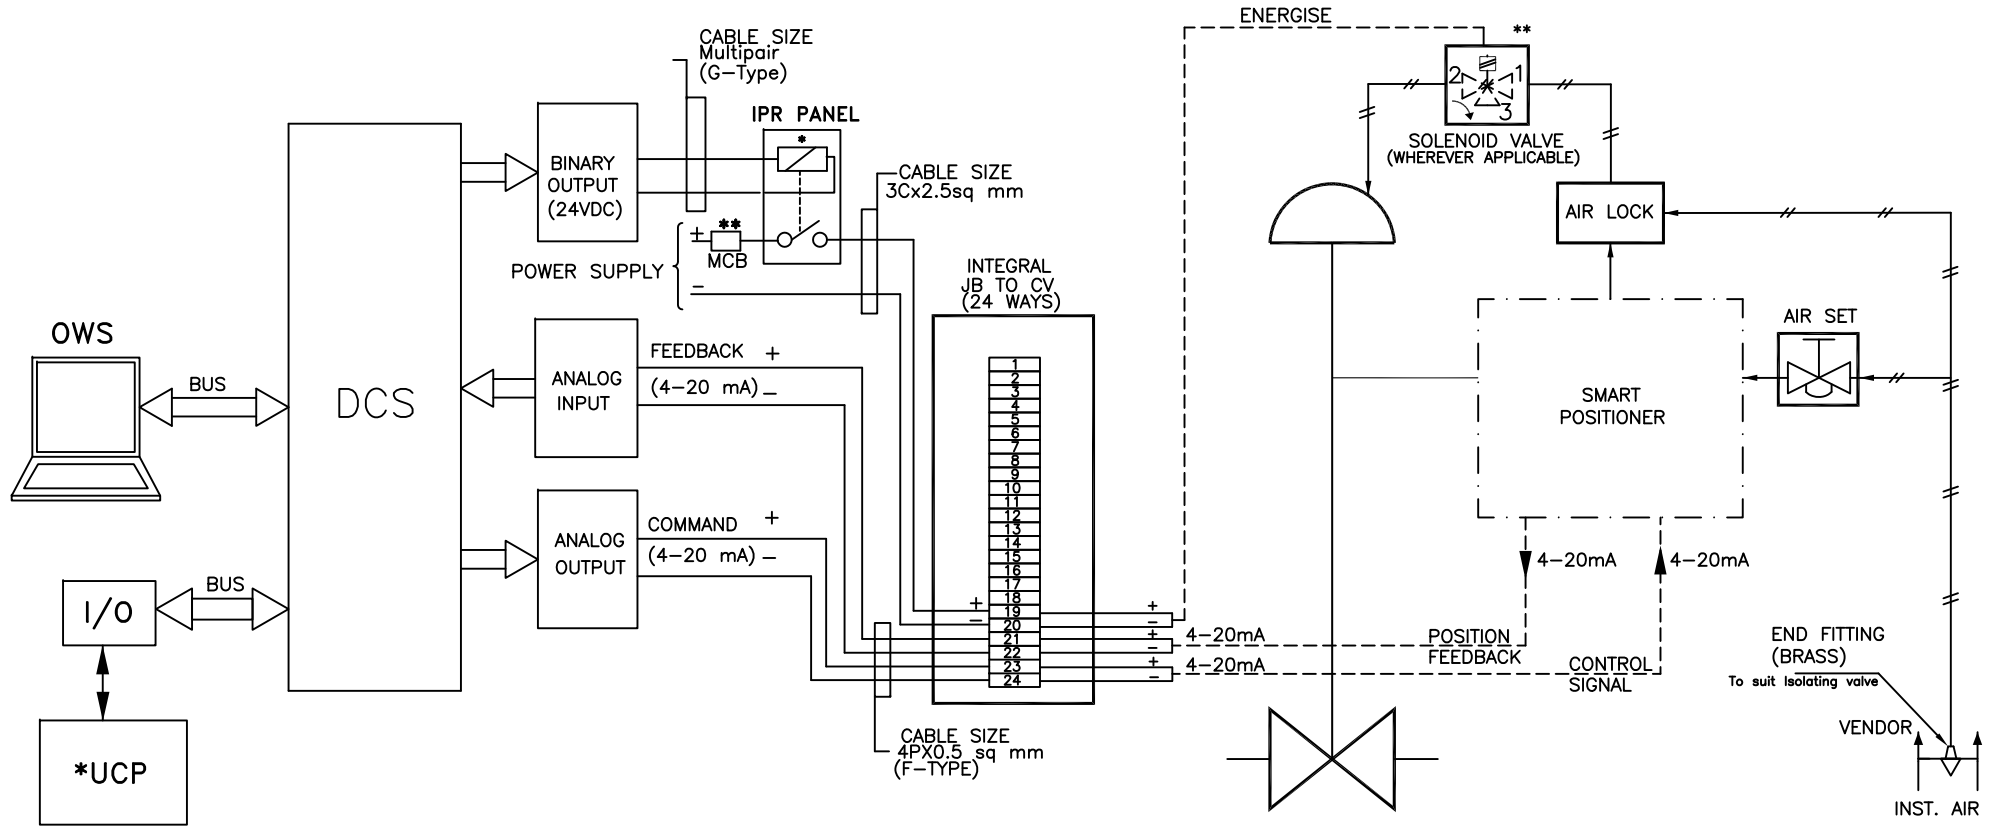 ENERGISE
**
CABLE SIZE
Multipair
(G-Type)
2
1
3
SOLENOID VALVE
(WHEREVER APPLICABLE)
IPR PANEL
*
BINARY
OUTPUT
(24VDC)
CABLE SIZE
3Cx2.5sq mm
AIR LOCK
+
**
MCB
POWER SUPPLY
-
INTEGRAL
JB TO CV
(24 WAYS)
OWS
BUS
DCS
ANALOG
INPUT
FEEDBACK +
(4-20 mA) -
AIR SET
SMART
POSITIONER
1
2
3
4
5
6
7
8
9
10
11
12
13
14
15
16
17
18
19
20
21
22
23
24
ANALOG
OUTPUT
COMMAND +
(4-20 mA) -
4-20mA
4-20mA
I/O
BUS
+
-
+
-
+
-
+
-
4-20mA
POSITION
FEEDBACK
4-20mA
CONTROL
SIGNAL
END FITTING
(BRASS)
To suit Isolating valve
VENDOR
*UCP
CABLE SIZE
4PX0.5 sq mm
(F-TYPE)
INST. AIR